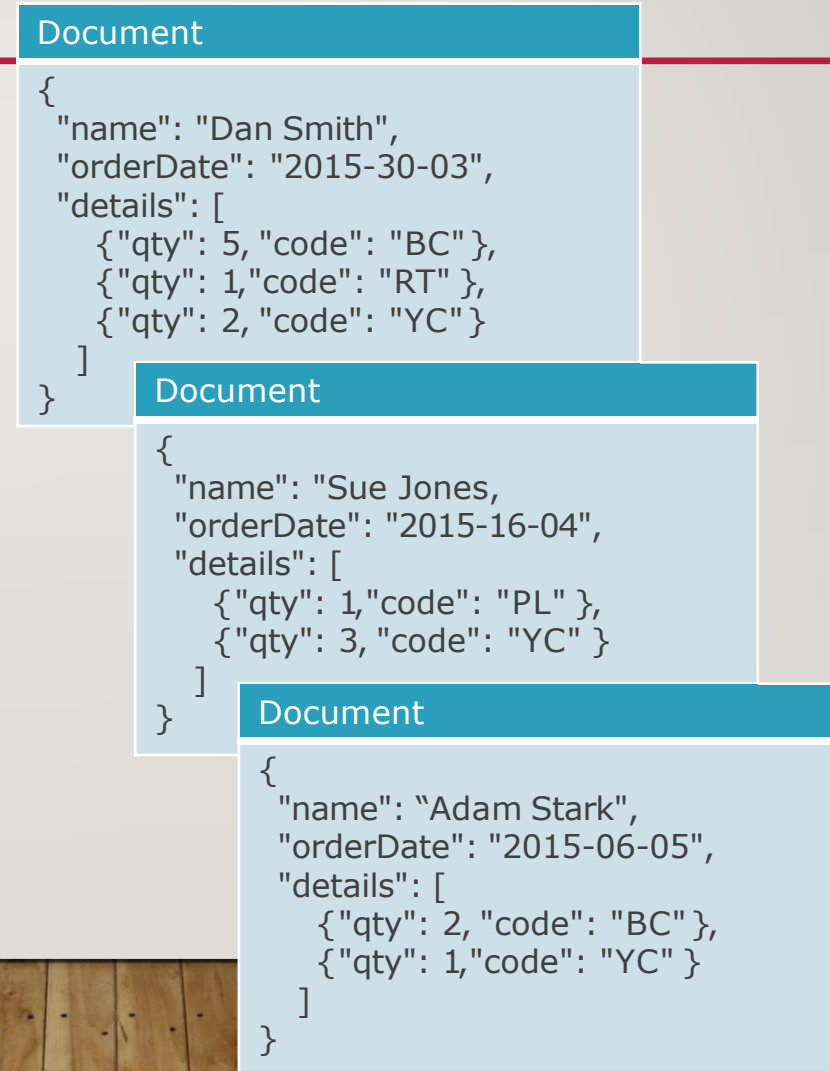 Document
{
"name": "Dan Smith",
"orderDate": "2015-30-03",
"details": [
{"qty": 5, "code": "BC"},
{"qty": 1,"code": "RT" },
{"qty": 2, "code": "YC"}
]
}
Document
{
"name": "Sue Jones,
"orderDate": "2015-16-04",
"details": [
{"qty": 1,"code": "PL" },
{"qty": 3, "code": "YC" }
]
}
Document
{
"name": “Adam Stark",
"orderDate": "2015-06-05",
"details": [
{"qty": 2, "code": "BC"},
{"qty": 1,"code": "YC" }
]
}